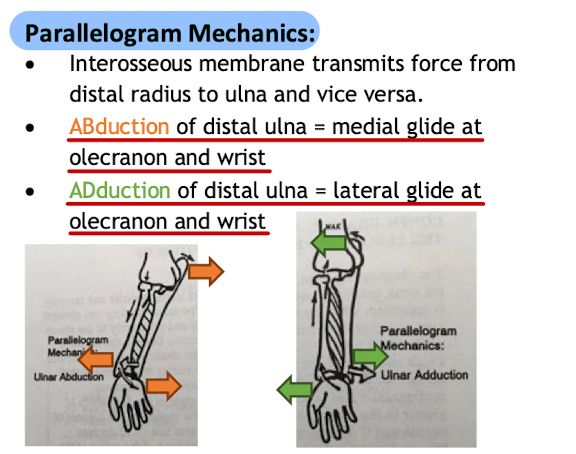 Parallelogram Mechanics:
• Interosseous membrane transmits force from
distal radius to ulna and vice versa.
• ABduction of distal ulna = medial glide at
olecranon and wrist
• ADduction of distal ulna = lateral glide at
olecranon and wrist
Parallelogram
Ulnar Abduction
WAK
Parallelogram
Mechanics:
Ulnar Adduction